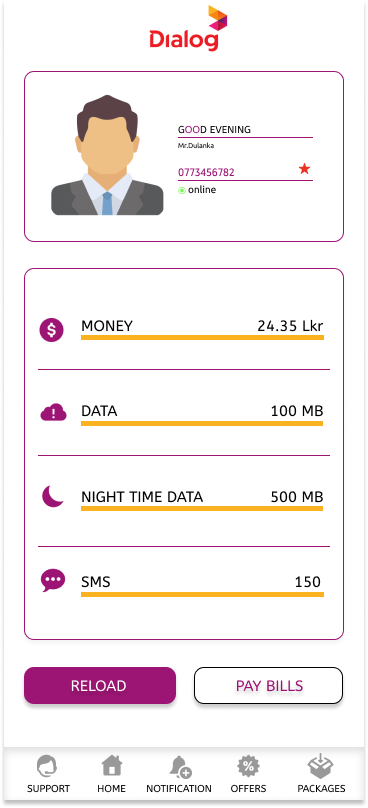 Dialog
GOOD EVENING
Mr.Dulanka
0773456782
online
MONEY 24.35 Lkr
DATA 100 MB
NIGHT TIME DATA 500 MB
SMS 150
RELOAD PAY BILLS
SUPPORT HOME NOTIFICATION OFFERS PACKAGES